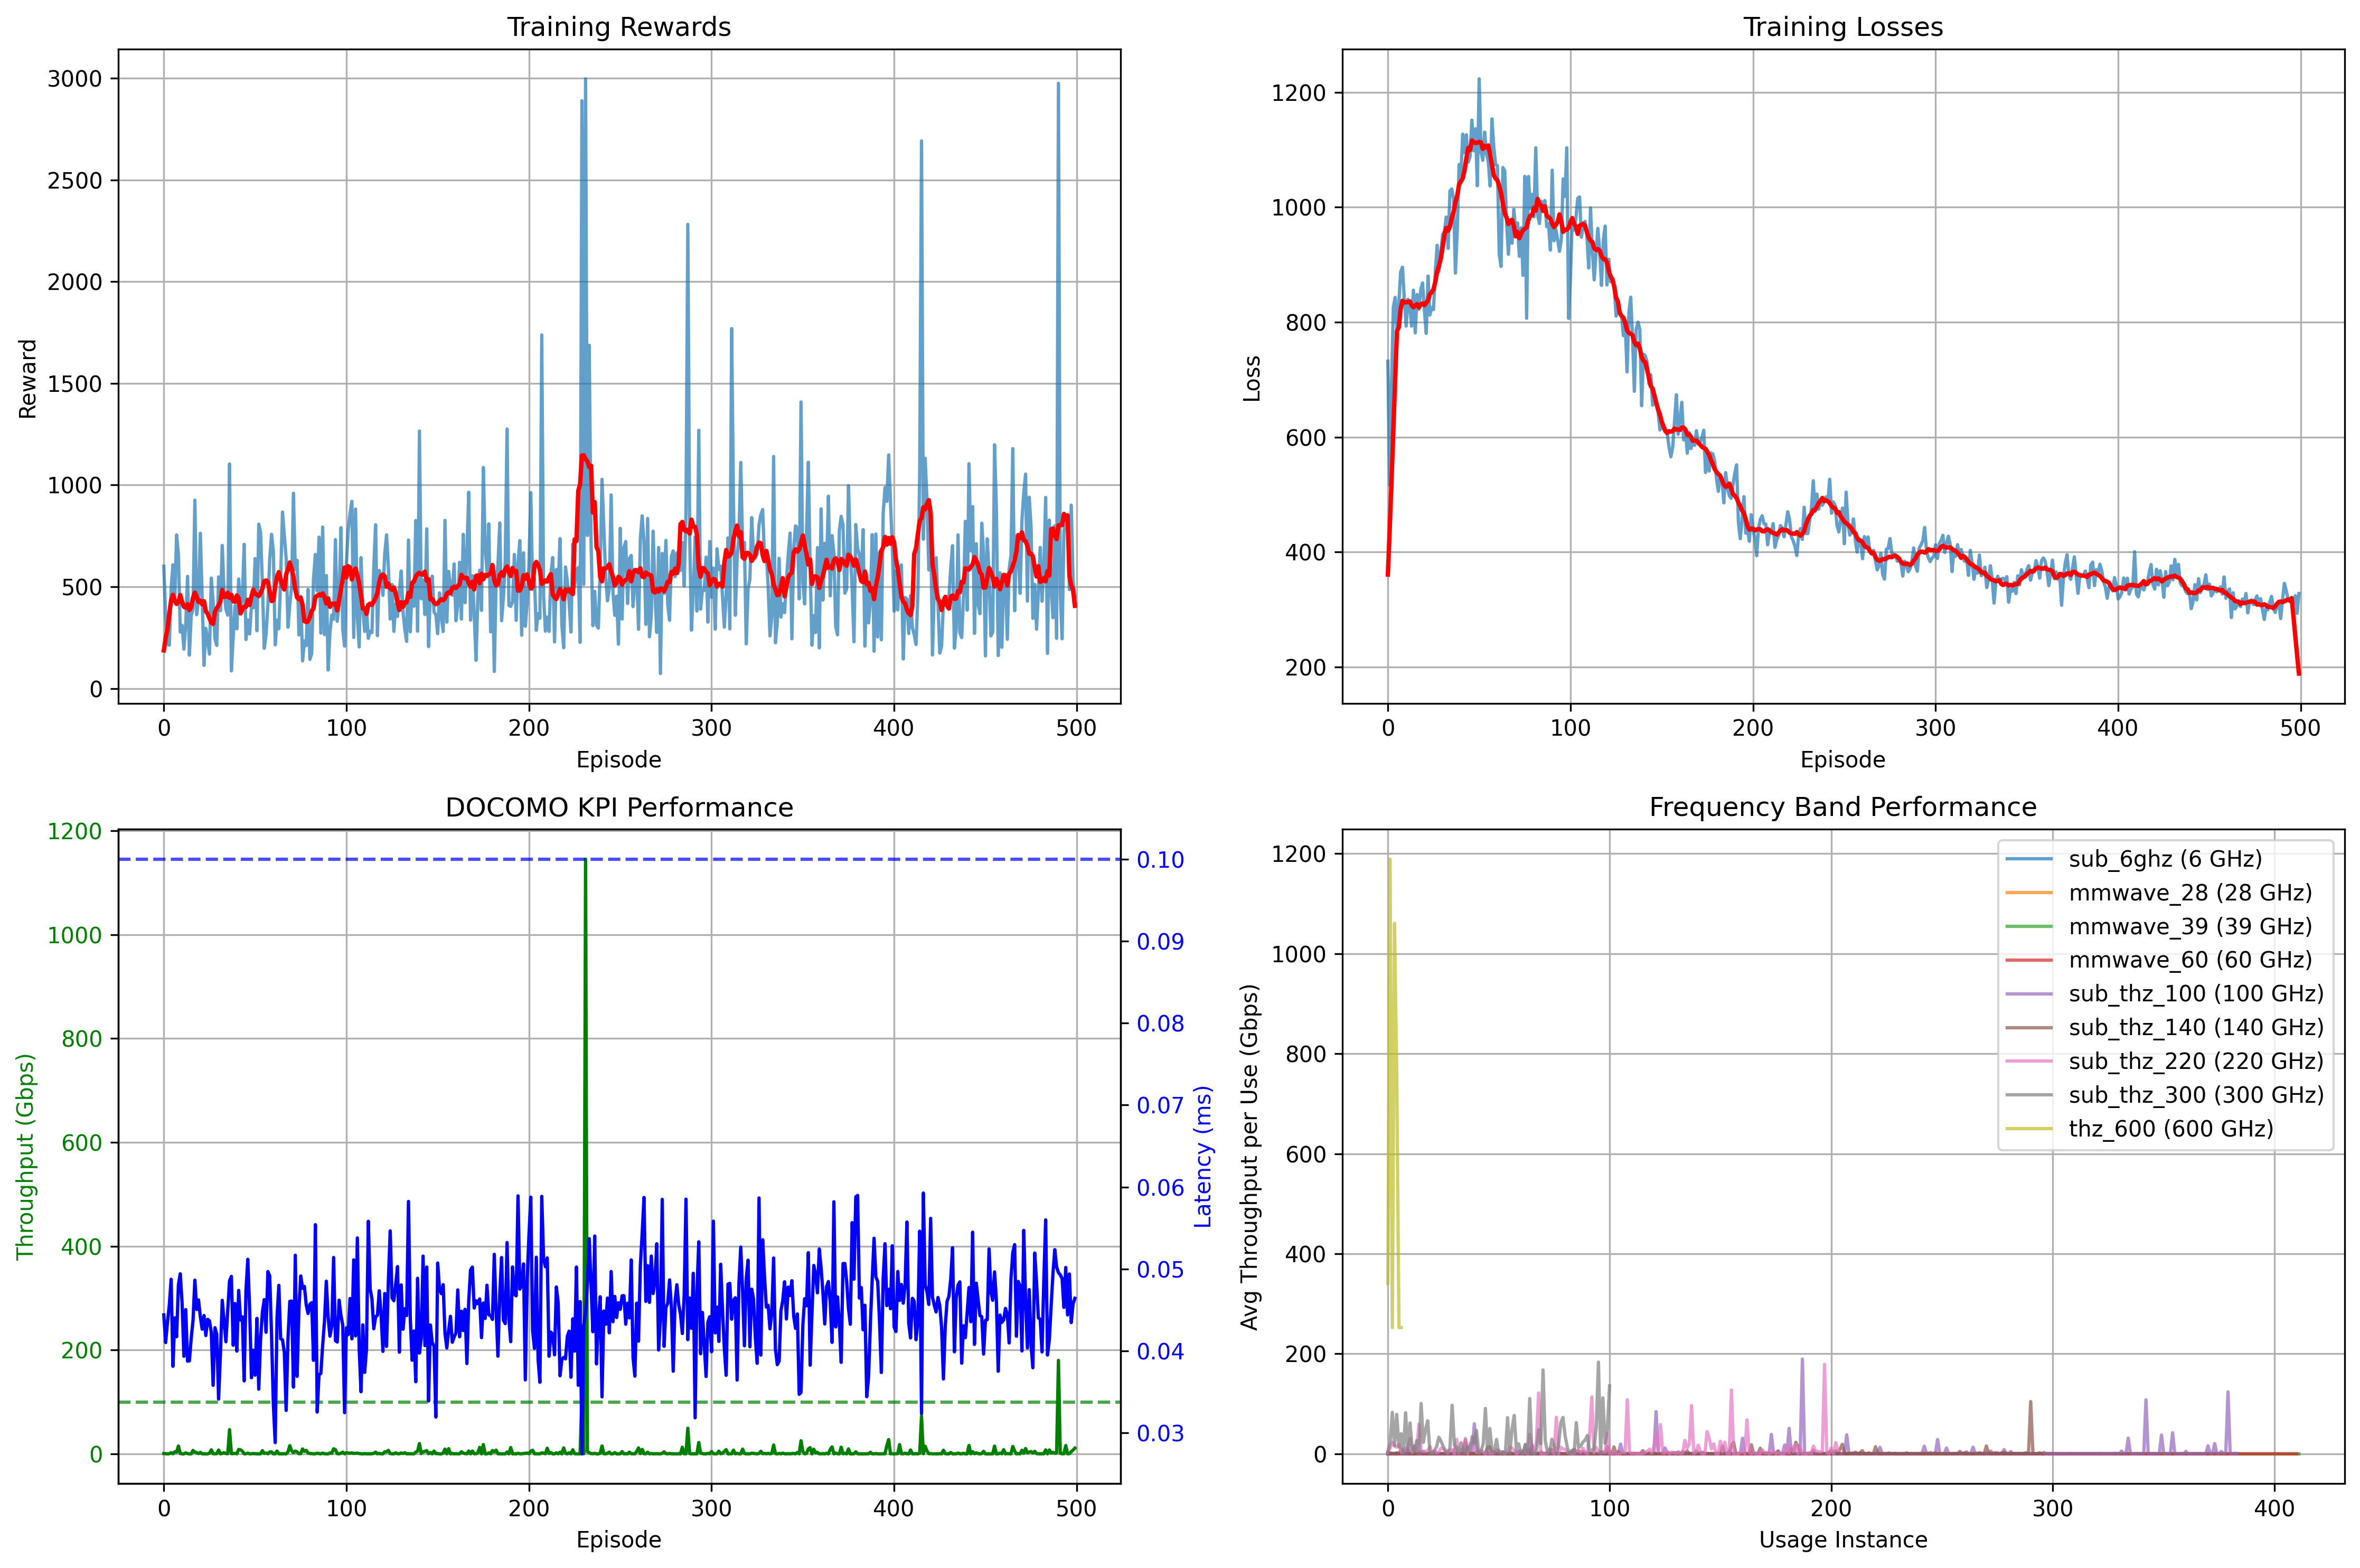 Training Rewards
Reward
3000
2500
2000
1500
1000
500
0
0 100 200 300 400 500
Episode
Training Losses
Loss
1200
1000
800
600
400
200
0 100 200 300 400 500
Episode
DOCOMO KPI Performance
Throughput (Gbps)
1200
1000
800
600
400
200
0
0.10
0.09
0.08
0.07
0.06
0.05
0.04
0.03
Latency (ms)
0 100 200 300 400 500
Episode
Frequency Band Performance
Avg Throughput per Use (Gbps)
1200
1000
800
600
400
200
0
sub_6ghz (6 GHz)
mmwave_28 (28 GHz)
mmwave_39 (39 GHz)
mmwave_60 (60 GHz)
sub_thz_100 (100 GHz)
sub_thz_140 (140 GHz)
sub_thz_220 (220 GHz)
sub_thz_300 (300 GHz)
thz_600 (600 GHz)
0 100 200 300 400
Usage Instance